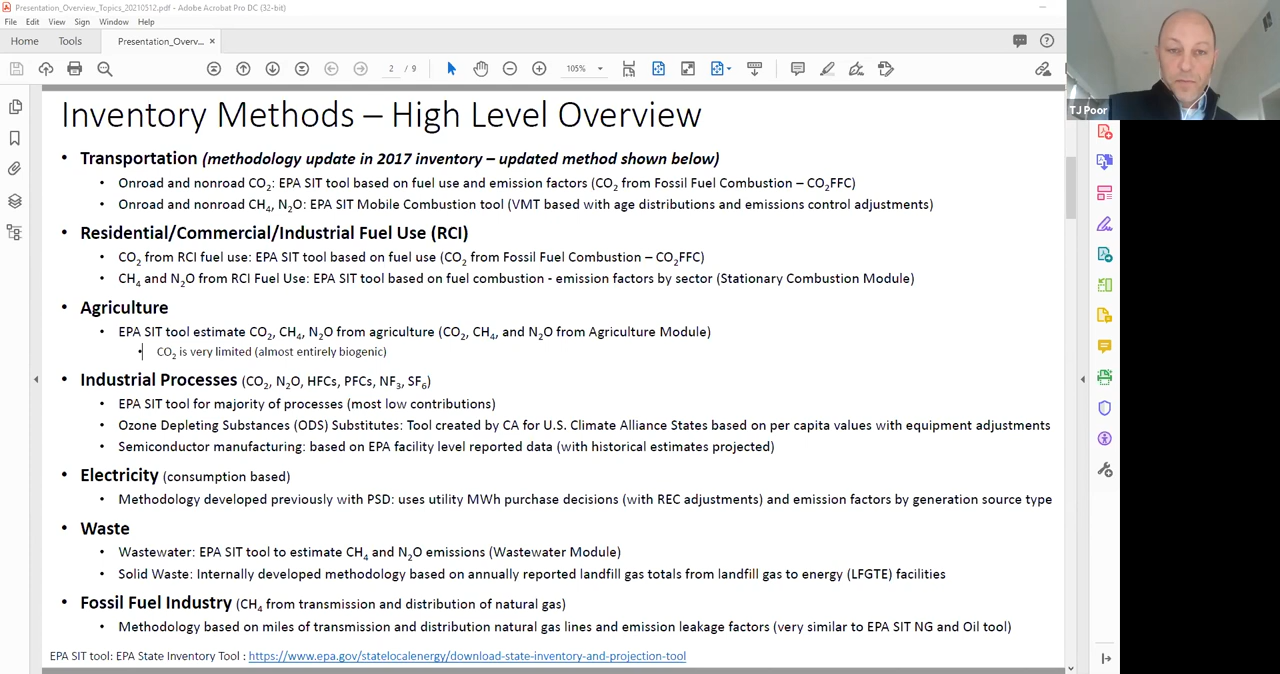 Presentation_Overview_Topics_20210512.pdf - Adobe Acrobat Pro DC (32-bit)
File Edit View Sign Window Help
Home Tools Presentation_Overv... ×
2 / 9 105%
TJ Poor
Inventory Methods – High Level Overview
• Transportation (methodology update in 2017 inventory – updated method shown below)
• Onroad and nonroad CO₂: EPA SIT tool based on fuel use and emission factors (CO₂ from Fossil Fuel Combustion – CO₂FFC)
• Onroad and nonroad CH₄, N₂O: EPA SIT Mobile Combustion tool (VMT based with age distributions and emissions control adjustments)
• Residential/Commercial/Industrial Fuel Use (RCI)
• CO₂ from RCI fuel use: EPA SIT tool based on fuel use (CO₂ from Fossil Fuel Combustion – CO₂FFC)
• CH₄ and N₂O from RCI Fuel Use: EPA SIT tool based on fuel combustion - emission factors by sector (Stationary Combustion Module)
• Agriculture
• EPA SIT tool estimate CO₂, CH₄, N₂O from agriculture (CO₂, CH₄, and N₂O from Agriculture Module)
• CO₂ is very limited (almost entirely biogenic)
• Industrial Processes (CO₂, N₂O, HFCs, PFCs, NF₃, SF₆)
• EPA SIT tool for majority of processes (most low contributions)
• Ozone Depleting Substances (ODS) Substitutes: Tool created by CA for U.S. Climate Alliance States based on per capita values with equipment adjustments
• Semiconductor manufacturing: based on EPA facility level reported data (with historical estimates projected)
• Electricity (consumption based)
• Methodology developed previously with PSD: uses utility MWh purchase decisions (with REC adjustments) and emission factors by generation source type
• Waste
• Wastewater: EPA SIT tool to estimate CH₄ and N₂O emissions (Wastewater Module)
• Solid Waste: Internally developed methodology based on annually reported landfill gas totals from landfill gas to energy (LFGTE) facilities
• Fossil Fuel Industry (CH₄ from transmission and distribution of natural gas)
• Methodology based on miles of transmission and distribution natural gas lines and emission leakage factors (very similar to EPA SIT NG and Oil tool)
EPA SIT tool: EPA State Inventory Tool : https://www.epa.gov/statelocalenergy/download-state-inventory-and-projection-tool